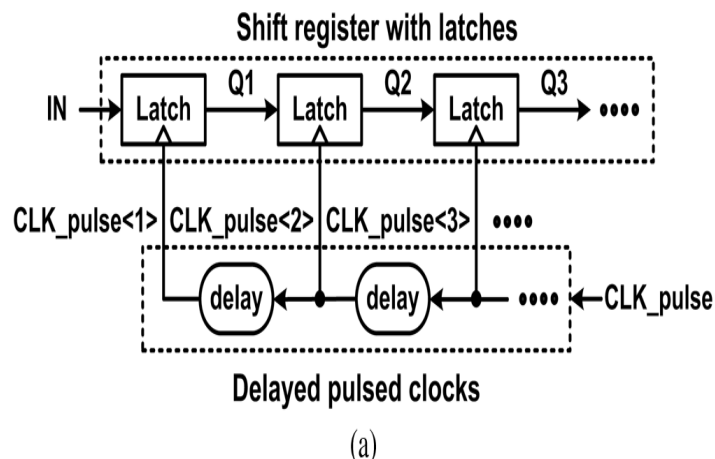 Shift register with latches
IN Latch Q1 Latch Q2 Latch Q3
CLK_pulse<1> CLK_pulse<2> CLK_pulse<3>
delay delay CLK_pulse
Delayed pulsed clocks
(a)